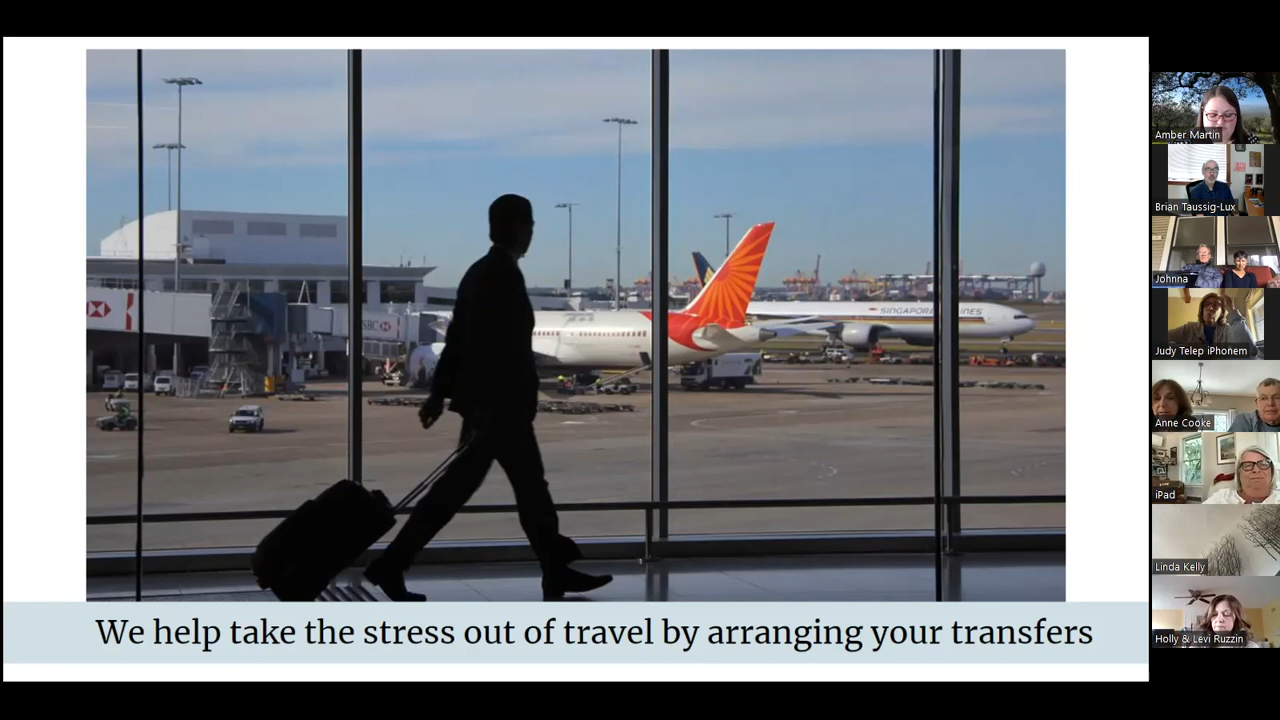 SINGAPORE AIRLINES
HSBC
We help take the stress out of travel by arranging your transfers
Amber Martin
Brian Taussig-Lux
Johnna
Judy Telep iPhonem
Anne Cooke
iPad
Linda Kelly
Holly & Levi Ruzzin